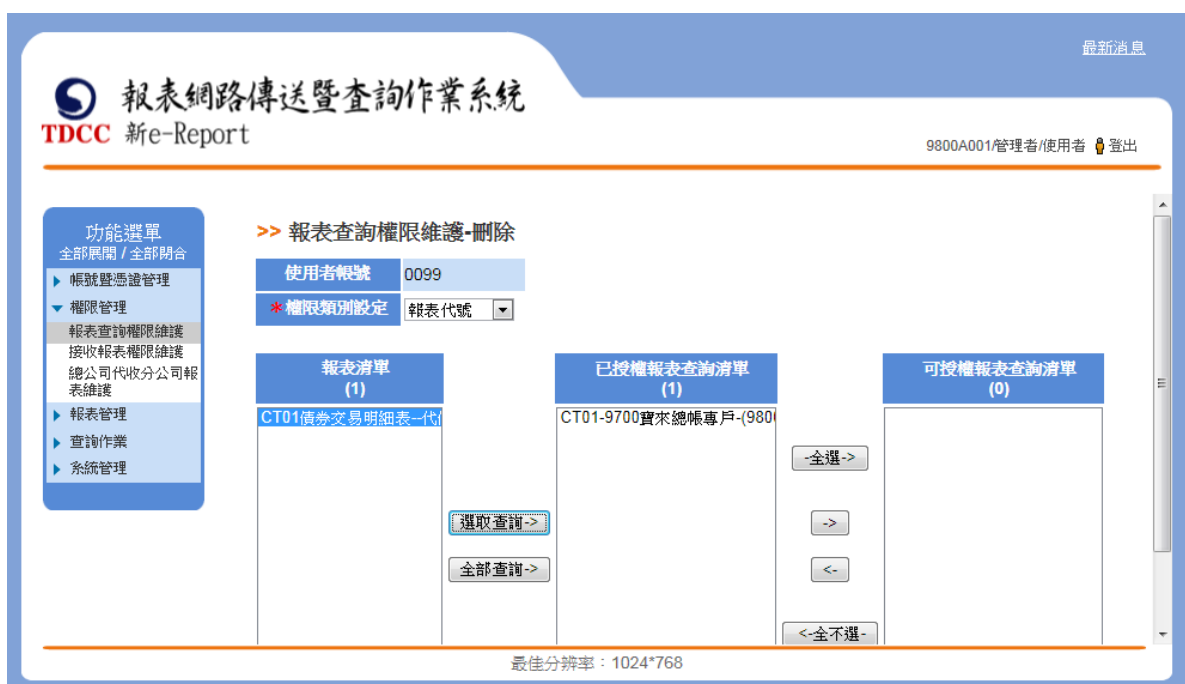 最新消息
報表網路傳送暨查詢作業系統
TDCC 新e-Report
9800A001/管理者/使用者 登出
功能選單
全部展開 / 全部閉合
帳號暨憑證管理
權限管理
報表查詢權限維護
接收報表權限維護
總公司代收分公司報
表維護
報表管理
查詢作業
系統管理
>> 報表查詢權限維護-刪除
使用者帳號 0099
*權限類別設定 報表代號
報表清單
(1)
CT01債券交易明細表--代
選取查詢->
全部查詢->
已授權報表查詢清單
(1)
CT01-9700寶來總帳專戶-(980
-全選->
->
<-
<-全不選-
可授權報表查詢清單
(0)
最佳分辨率：1024*768